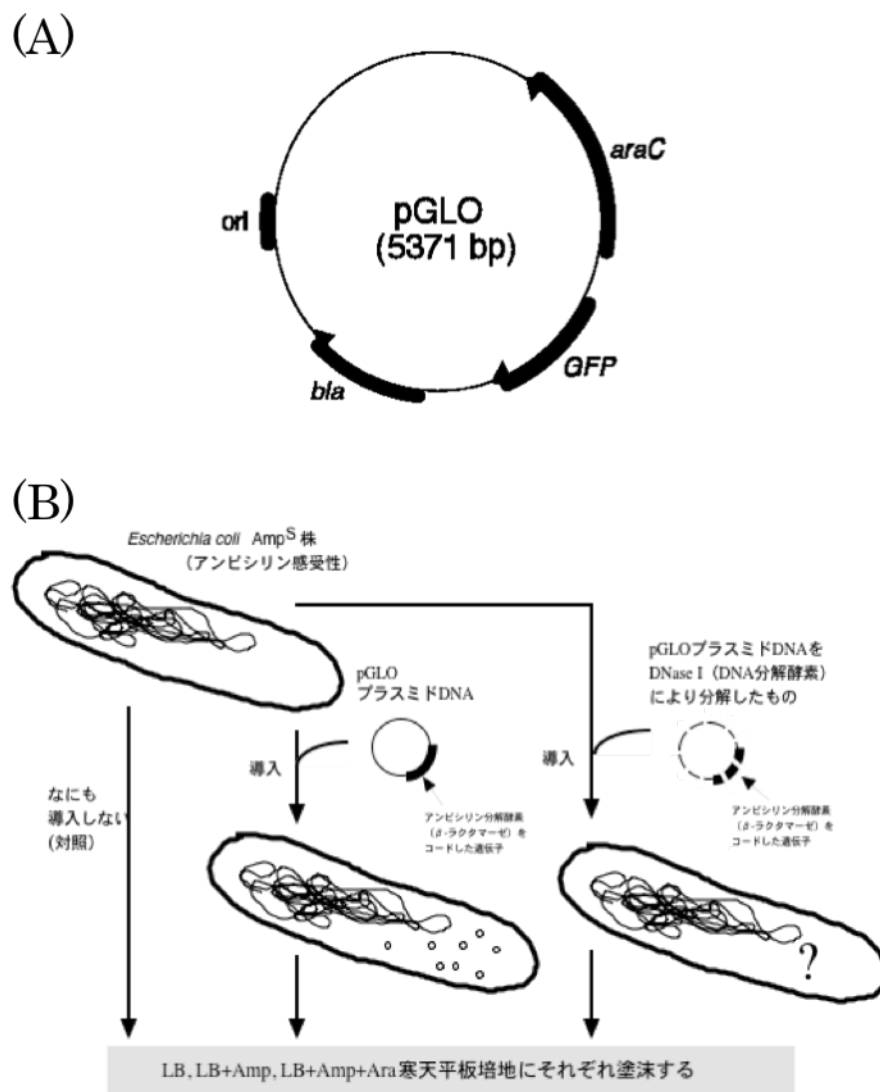 (A)
araC
ori
pGLO
(5371 bp)
GFP
bla
(B)
Escherichia coli AmpS 株
（アンピシリン感受性）
pGLO
プラスミドDNA
pGLOプラスミドDNAを
DNase I（DNA分解酵素）
により分解したもの
導入
導入
なにも
導入しない
(対照)
アンピシリン分解酵素
（β-ラクタマーゼ）を
コードした遺伝子
アンピシリン分解酵素
（β-ラクタマーゼ）を
コードした遺伝子
?
LB, LB+Amp, LB+Amp+Ara 寒天平板培地にそれぞれ塗沫する